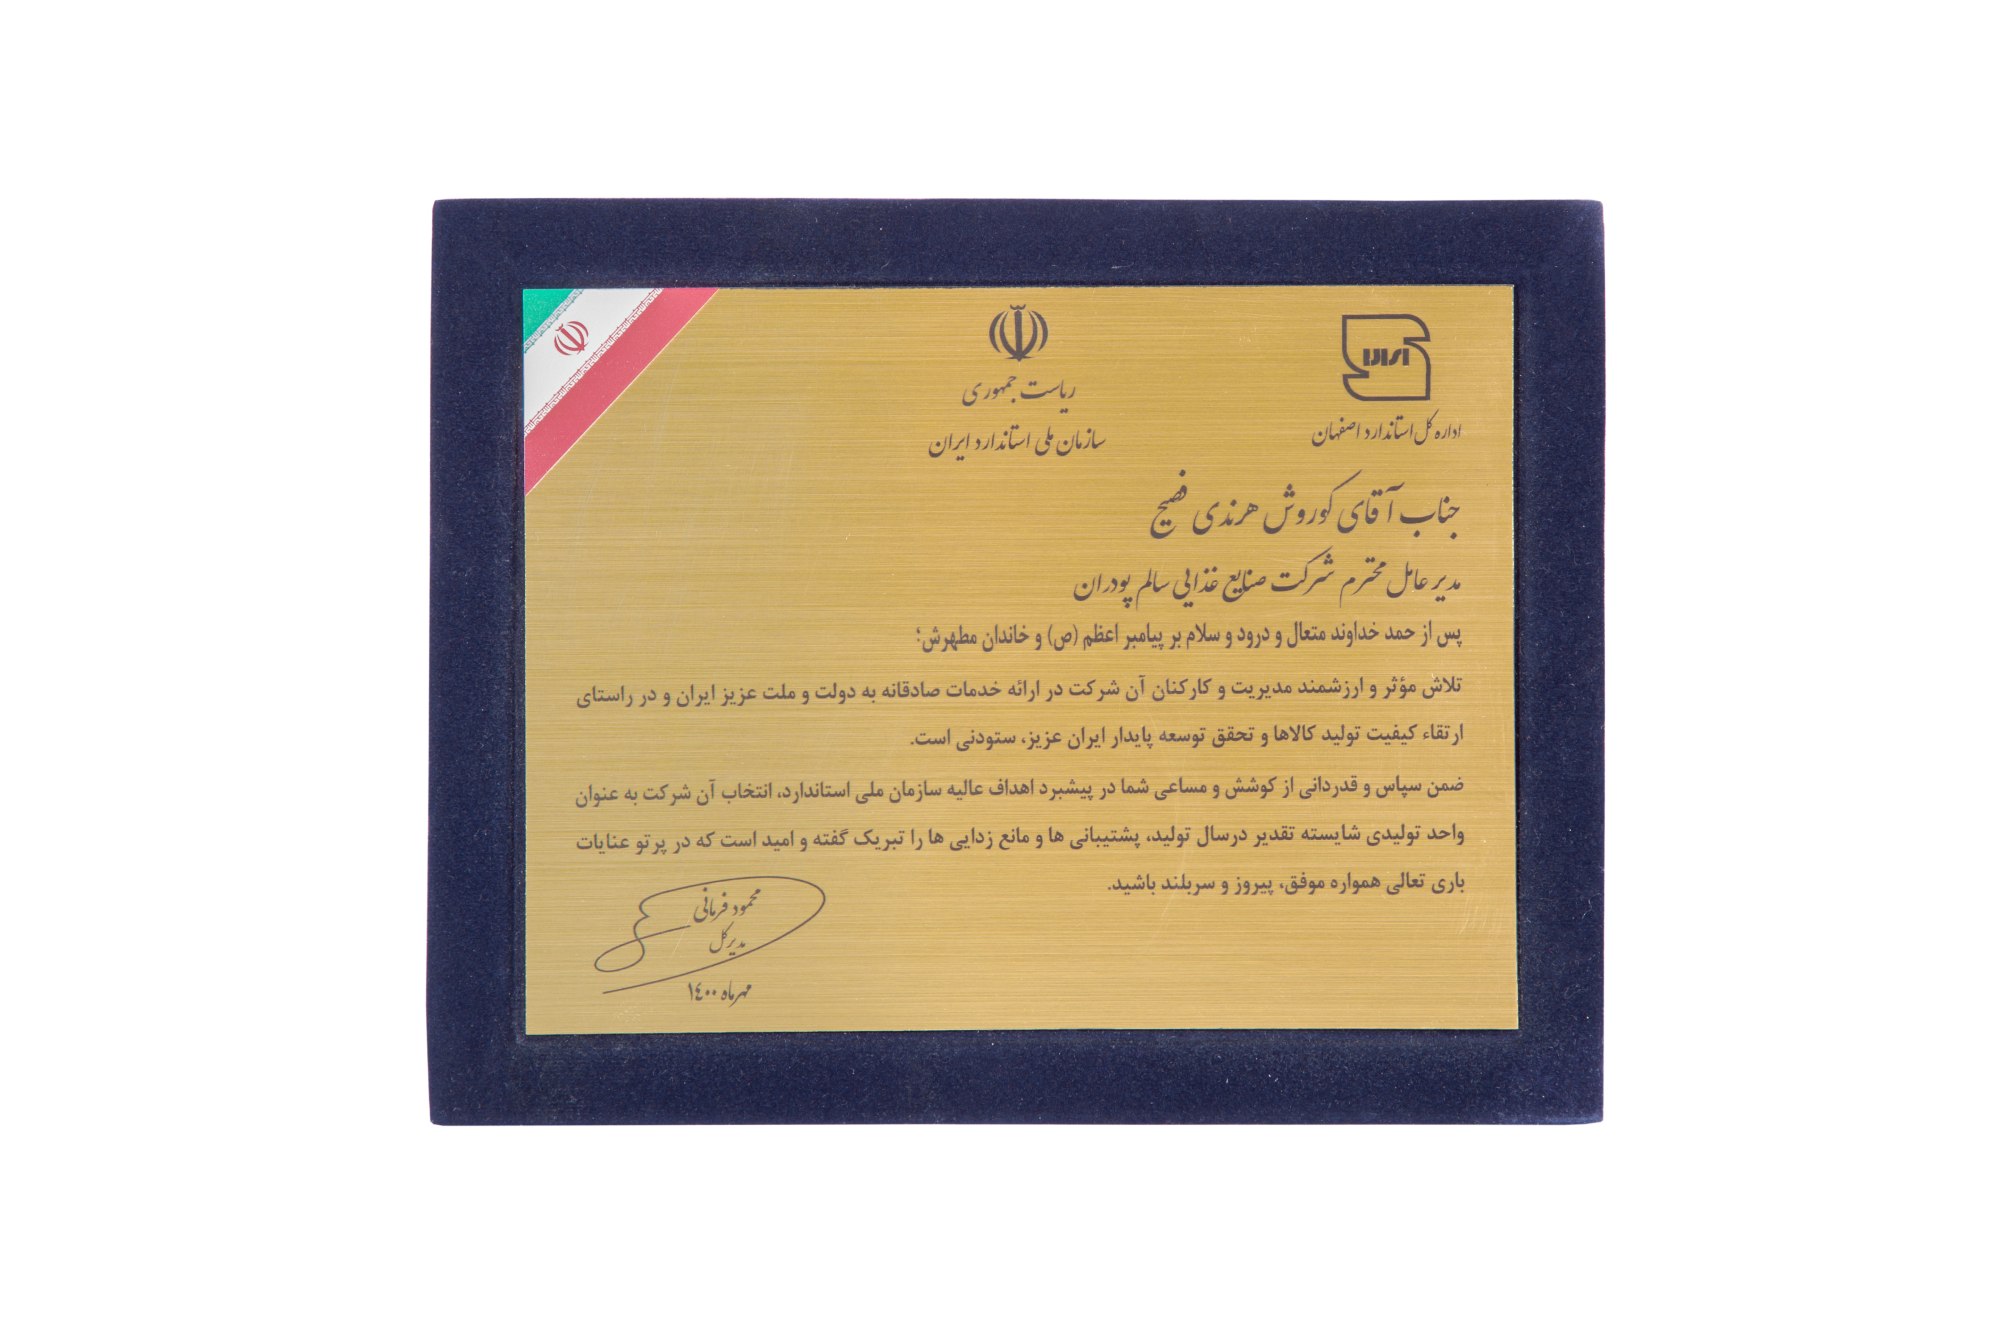 ایران
اداره کل استاندارد اصفهان
ریاست جمهوری
سازمان ملی استاندارد ایران
جناب آقای کوروش هرندی فصیح
مدیر عامل محترم شرکت صنایع غذایی سالم پودران
پس از حمد خداوند متعال و درود و سلام بر پیامبر اعظم (ص) و خاندان مطهرش؛
تلاش مؤثر و ارزشمند مدیریت و کارکنان آن شرکت در ارائه خدمات صادقانه به دولت و ملت عزیز ایران و در راستای
ارتقاء کیفیت تولید کالاها و تحقق توسعه پایدار ایران عزیز، ستودنی است.
ضمن سپاس و قدردانی از کوشش و مساعی شما در پیشبرد اهداف عالیه سازمان ملی استاندارد، انتخاب آن شرکت به عنوان
واحد تولیدی شایسته تقدیر درسال تولید، پشتیبانی ها و مانع زدایی ها را تبریک گفته و امید است که در پرتو عنایات
باری تعالی همواره موفق، پیروز و سربلند باشید.
محمود فرمانی
مدیرکل
مهرماه ۱۴۰۰